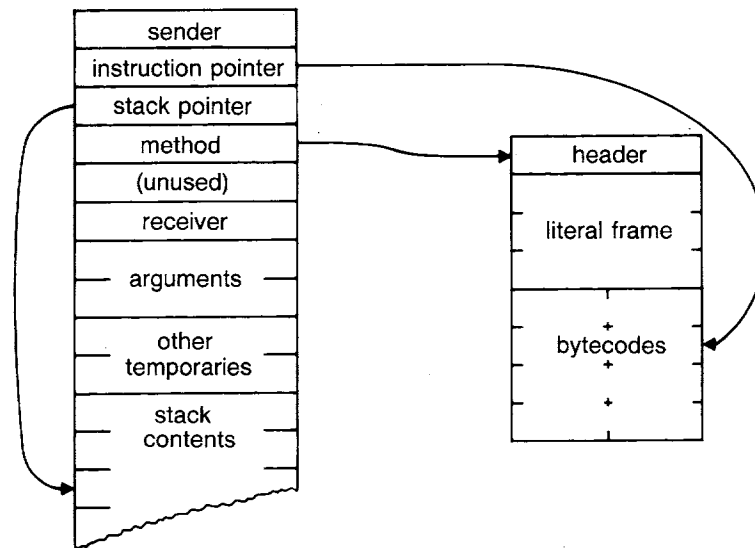 sender
instruction pointer
stack pointer
method
(unused)
receiver
arguments
other
temporaries
stack
contents
header
literal frame
bytecodes